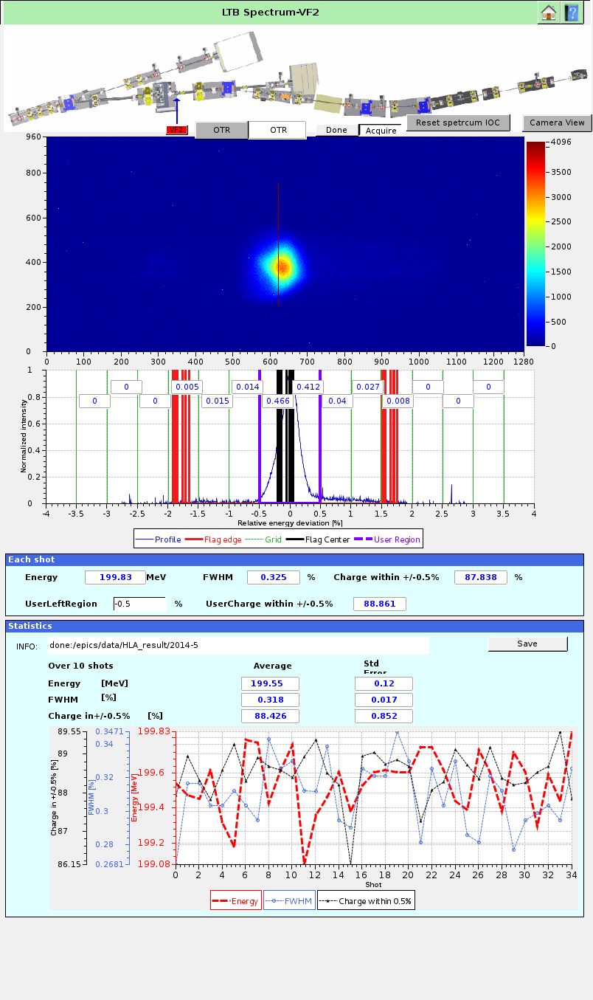 LTB Spectrum-VF2
VF2 OTR OTR Done Acquire Reset spetrcum IOC Camera View
960
800
600
400
200
0
0 100 200 300 400 500 600 700 800 900 1000 1100 1200 1280
4096
3500
3000
2500
2000
1500
1000
500
0
Normalized intensity
1
0.8
0.6
0.4
0.2
0
0 0.005 0.014 0.412 0.027 0 0
0 0 0.015 0.466 0.04 0.008 0
-4 -3.5 -3 -2.5 -2 -1.5 -1 -0.5 0 0.5 1 1.5 2 2.5 3 3.5 4
Relative energy deviation [%]
Profile Flag edge Grid Flag Center User Region
Each shot
Energy 199.83 MeV FWHM 0.325 % Charge within +/-0.5% 87.838 %
UserLeftRegion -0.5 % UserCharge within +/-0.5% 88.861
Statistics
INFO: done:/epics/data/HLA_result/2014-5 Save
Over 10 shots Average Std
Error
Energy [MeV] 199.55 0.12
FWHM [%] 0.318 0.017
Charge in+/-0.5% [%] 88.426 0.852
Charge in +/-0.5% [%]
89.55
89
88
87
86.15
FWHM [%]
0.3471
0.34
0.32
0.3
0.28
0.2681
Energy [MeV]
199.83
199.6
199.4
199.2
199.08
0 2 4 6 8 10 12 14 16 18 20 22 24 26 28 30 32 34
Shot
Energy FWHM Charge within 0.5%